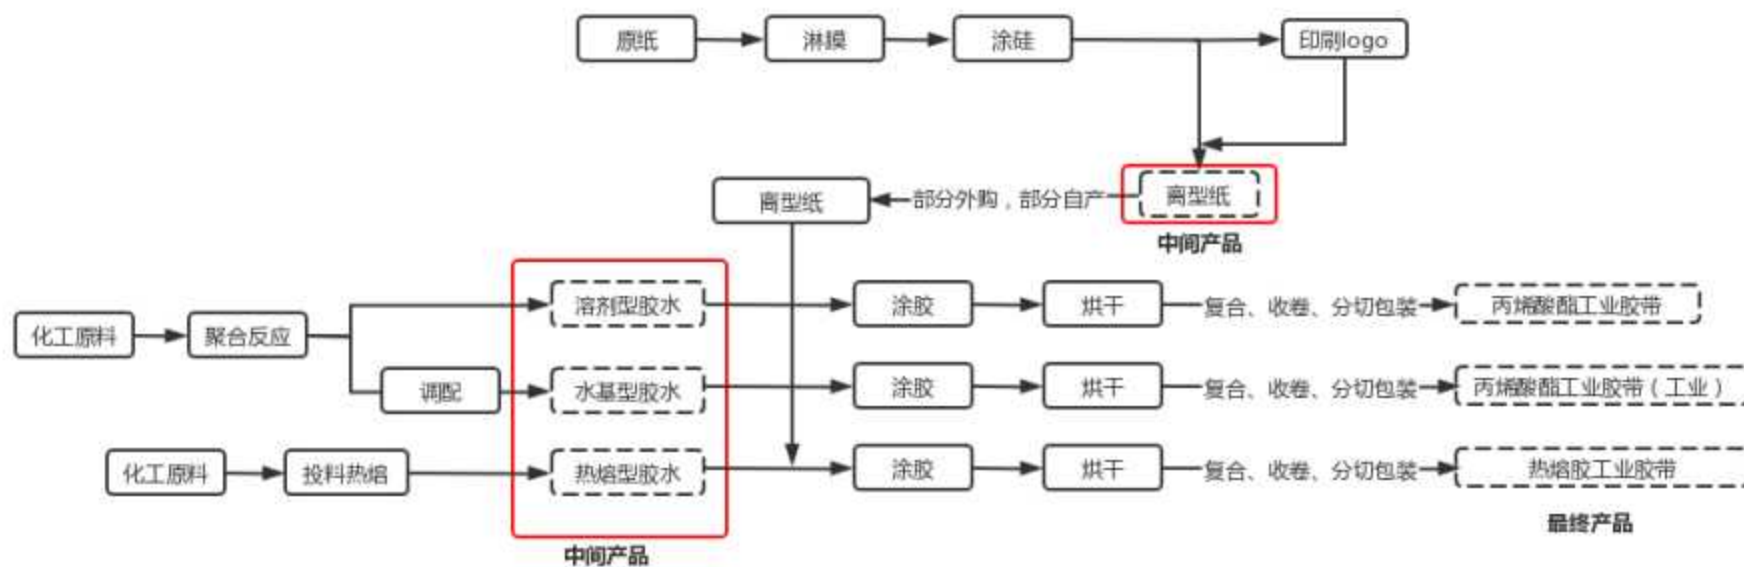 原纸
淋膜
涂硅
印刷logo
离型纸
部分外购，部分自产
离型纸
中间产品
化工原料
聚合反应
溶剂型胶水
涂胶
烘干
复合、收卷、分切包装
丙烯酸酯工业胶带
调配
水基型胶水
涂胶
烘干
复合、收卷、分切包装
丙烯酸酯工业胶带（工业）
化工原料
投料热熔
热熔型胶水
涂胶
烘干
复合、收卷、分切包装
热熔胶工业胶带
中间产品
最终产品